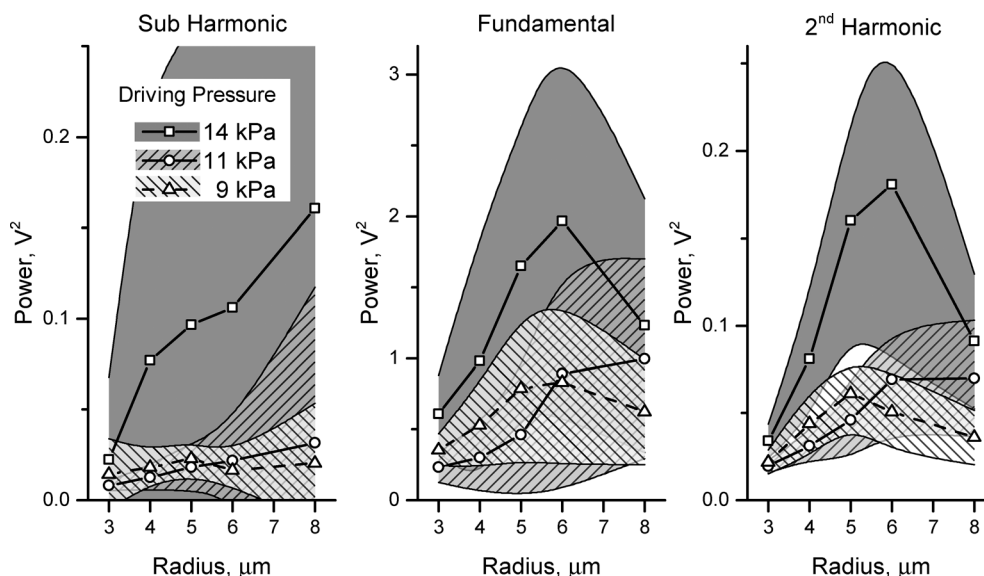 Sub Harmonic
Fundamental
2nd Harmonic
Driving Pressure
14 kPa
11 kPa
9 kPa
Power, V2
0.2
0.1
0.0
3 4 5 6 7 8
Radius, μm
Power, V2
3
2
1
0
3 4 5 6 7 8
Radius, μm
Power, V2
0.2
0.1
0.0
3 4 5 6 7 8
Radius, μm